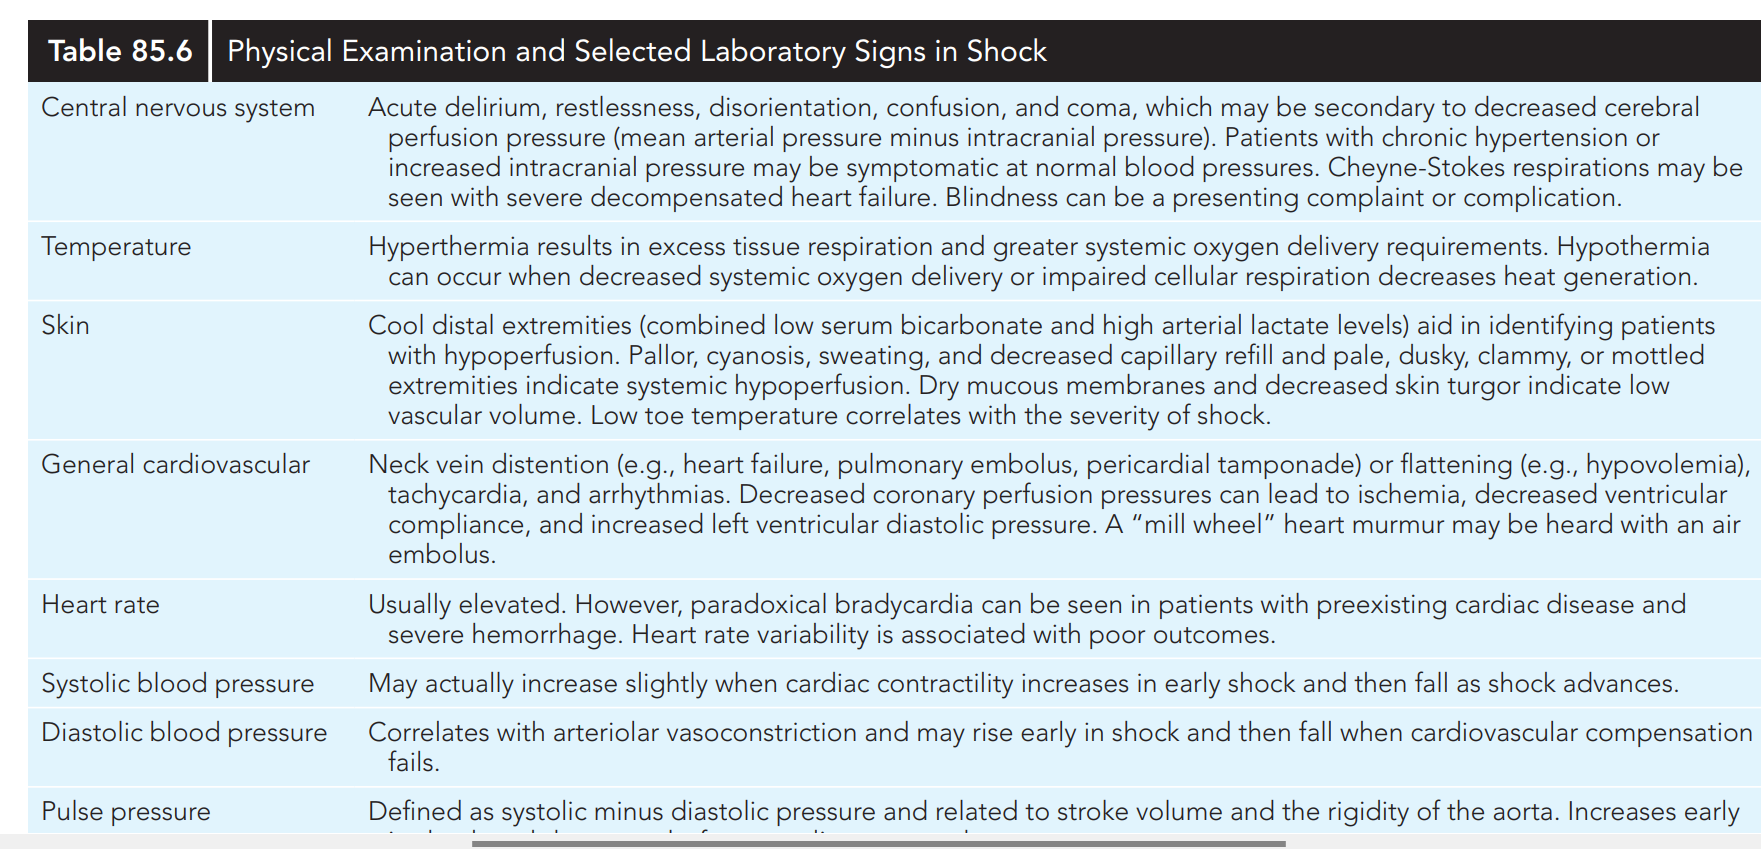 Table 85.6 Physical Examination and Selected Laboratory Signs in Shock
Central nervous system Acute delirium, restlessness, disorientation, confusion, and coma, which may be secondary to decreased cerebral
perfusion pressure (mean arterial pressure minus intracranial pressure). Patients with chronic hypertension or
increased intracranial pressure may be symptomatic at normal blood pressures. Cheyne-Stokes respirations may be
seen with severe decompensated heart failure. Blindness can be a presenting complaint or complication.
Temperature Hyperthermia results in excess tissue respiration and greater systemic oxygen delivery requirements. Hypothermia
can occur when decreased systemic oxygen delivery or impaired cellular respiration decreases heat generation.
Skin Cool distal extremities (combined low serum bicarbonate and high arterial lactate levels) aid in identifying patients
with hypoperfusion. Pallor, cyanosis, sweating, and decreased capillary refill and pale, dusky, clammy, or mottled
extremities indicate systemic hypoperfusion. Dry mucous membranes and decreased skin turgor indicate low
vascular volume. Low toe temperature correlates with the severity of shock.
General cardiovascular Neck vein distention (e.g., heart failure, pulmonary embolus, pericardial tamponade) or flattening (e.g., hypovolemia),
tachycardia, and arrhythmias. Decreased coronary perfusion pressures can lead to ischemia, decreased ventricular
compliance, and increased left ventricular diastolic pressure. A “mill wheel” heart murmur may be heard with an air
embolus.
Heart rate Usually elevated. However, paradoxical bradycardia can be seen in patients with preexisting cardiac disease and
severe hemorrhage. Heart rate variability is associated with poor outcomes.
Systolic blood pressure May actually increase slightly when cardiac contractility increases in early shock and then fall as shock advances.
Diastolic blood pressure Correlates with arteriolar vasoconstriction and may rise early in shock and then fall when cardiovascular compensation
fails.
Pulse pressure Defined as systolic minus diastolic pressure and related to stroke volume and the rigidity of the aorta. Increases early